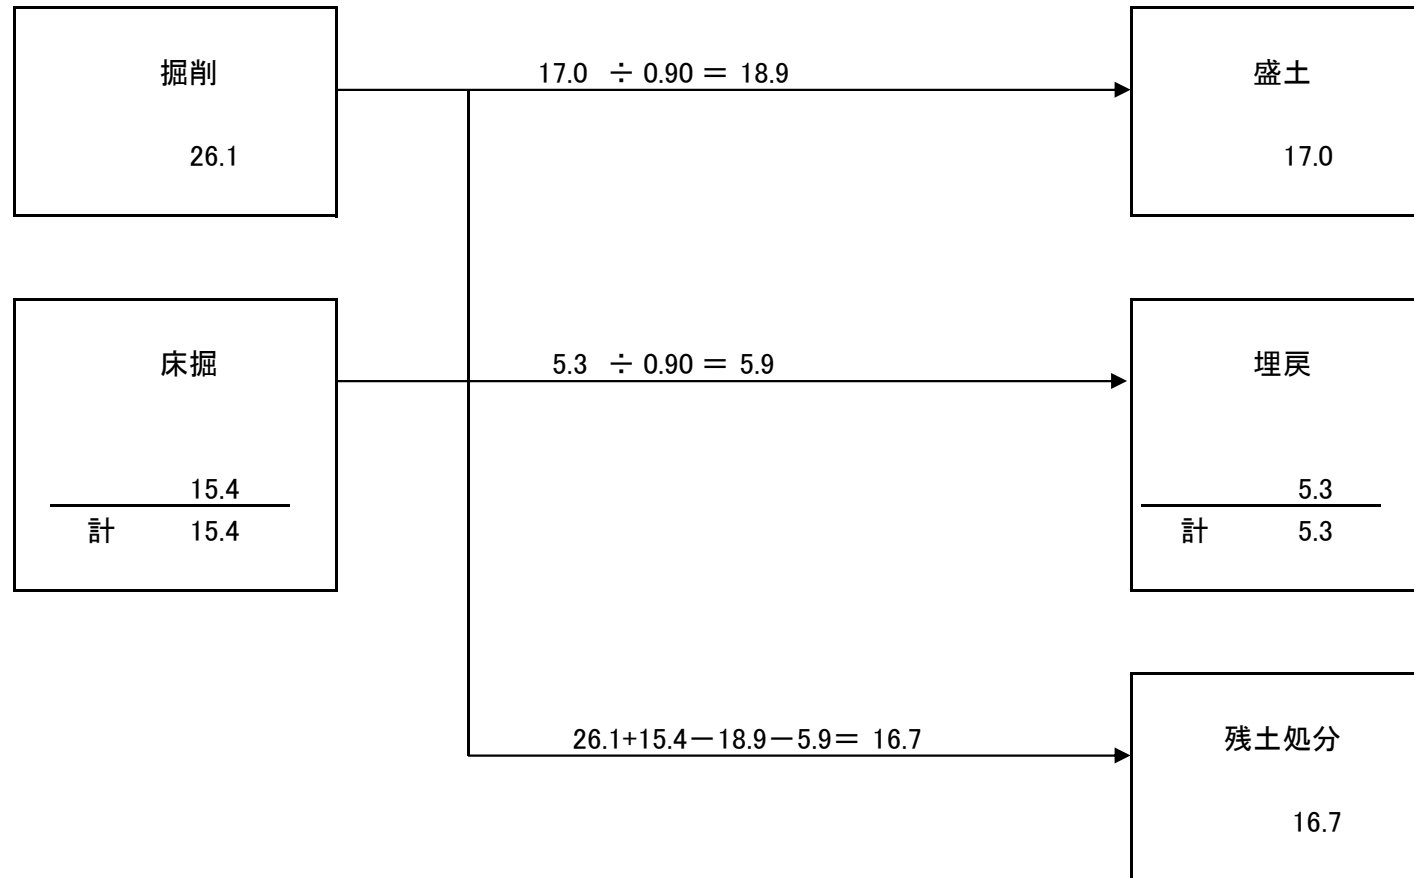 掘削
17.0 ÷ 0.90 = 18.9
盛土
26.1
17.0
床掘
5.3 ÷ 0.90 = 5.9
埋戻
15.4
5.3
計 15.4
計 5.3
26.1+15.4－18.9－5.9= 16.7
残土処分
16.7